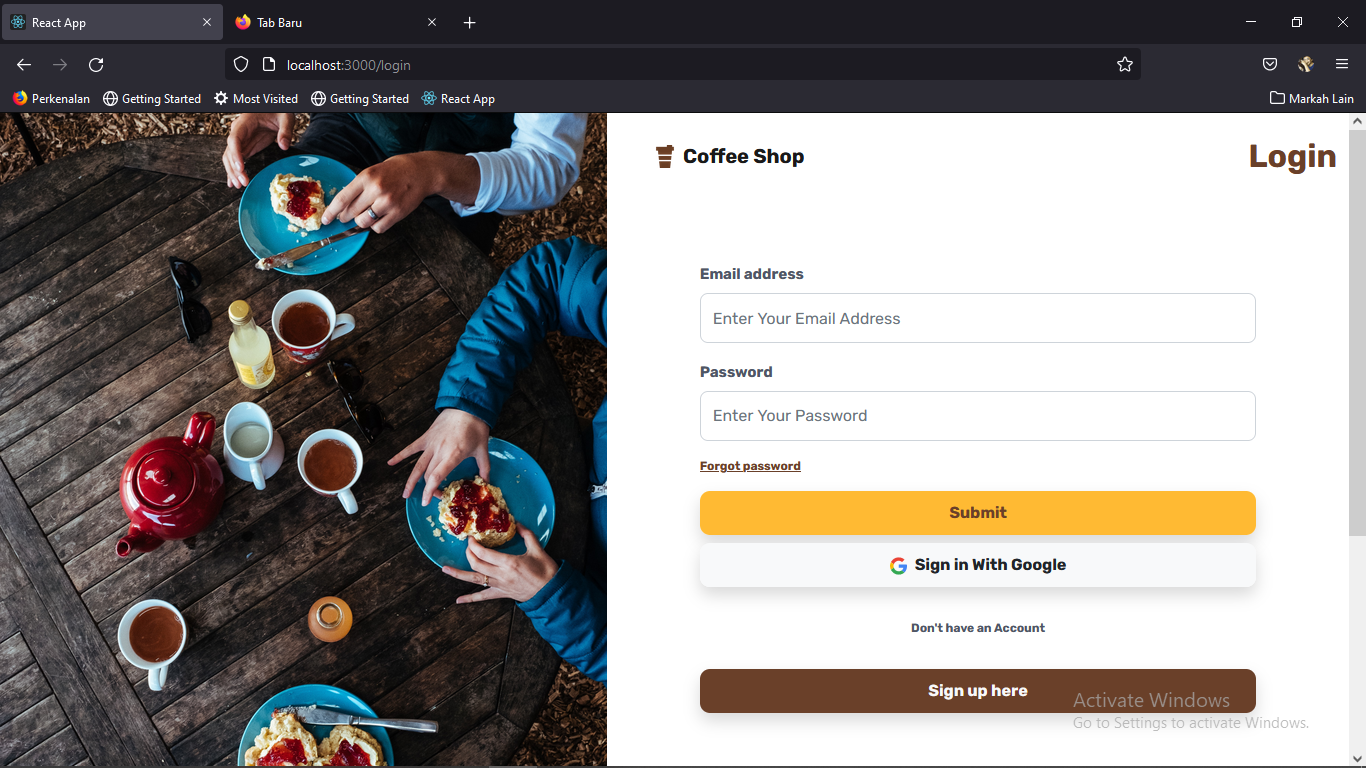 React App
Tab Baru
localhost:3000/login
Perkenalan
Getting Started
Most Visited
Getting Started
React App
Markah Lain
Coffee Shop
Login
Email address
Enter Your Email Address
Password
Enter Your Password
Forgot password
Submit
Sign in With Google
Don't have an Account
Sign up here
Activate Windows
Go to Settings to activate Windows.